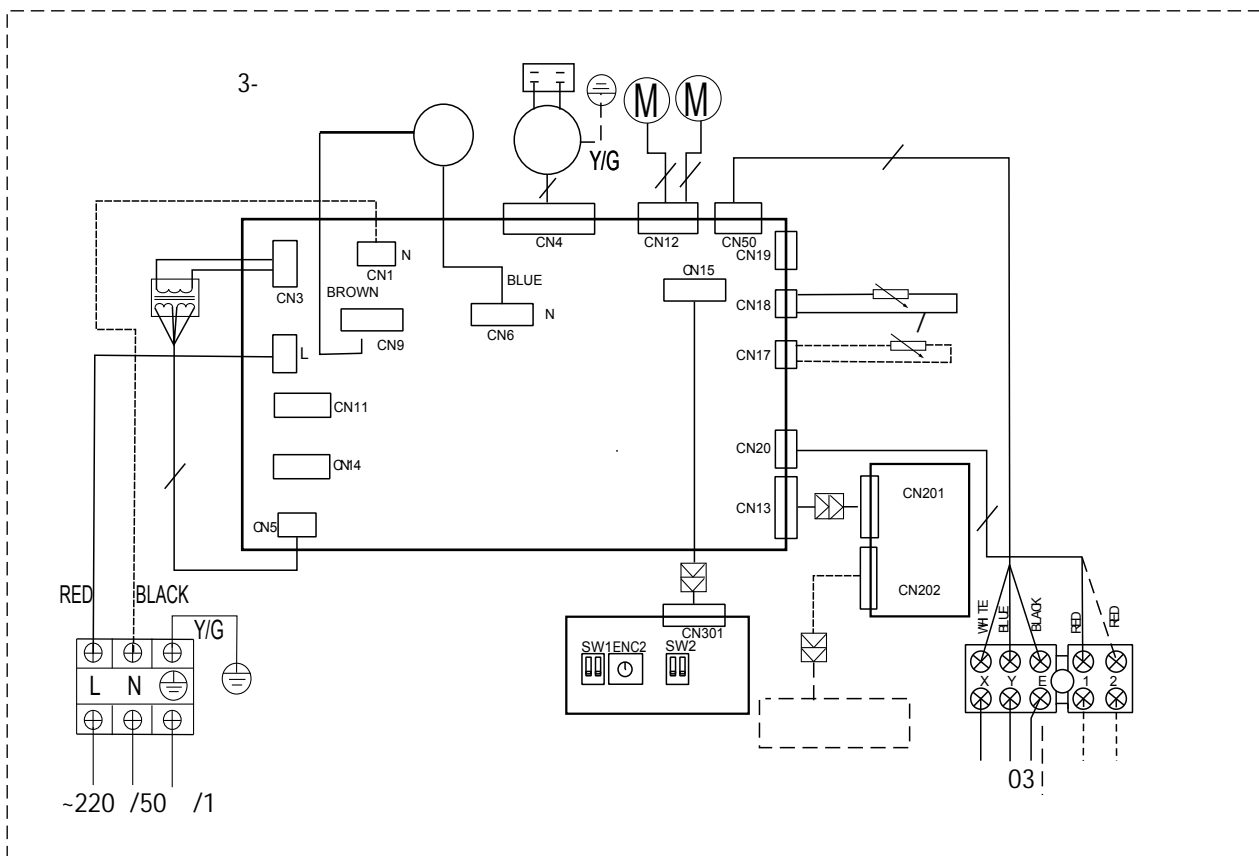 3-
M M
Y/G
CN4
CN12
CN50
CN19
CN1
N
CN3
BROWN
BLUE
CN15
CN9
CN6
N
CN18
L
CN17
CN11
CN20
CN14
CN13
CN201
CN5
RED
BLACK
Y/G
CN202
WHITE
BLUE
BLACK
RED
RED
CN301
SW1 ENC2
SW2
L N
X Y E 1 2
03
~220 /50 /1